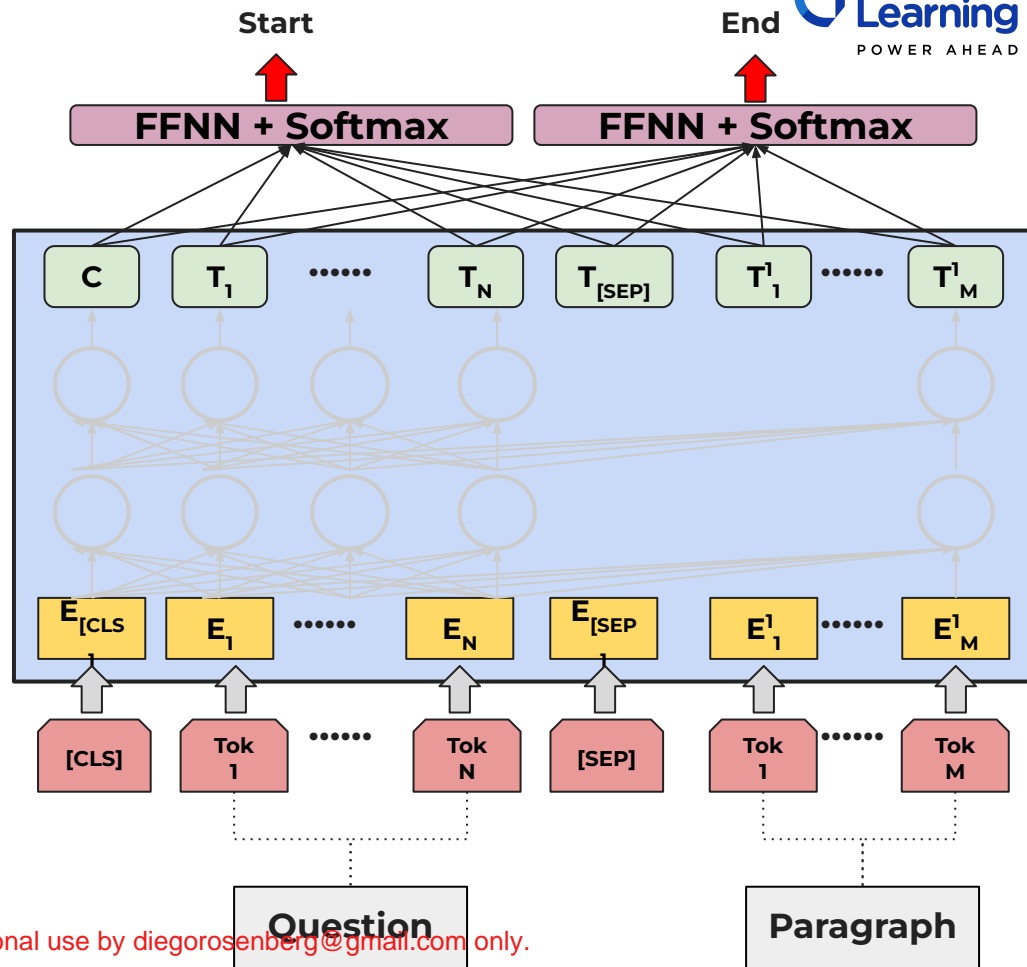 Start
End
Learning
POWER AHEAD
FFNN + Softmax
FFNN + Softmax
C
T1
••••••
TN
T[SEP]
T11
••••••
T1M
E[CLS
]
E1
••••••
EN
E[SEP
]
E11
••••••
E1M
[CLS]
Tok
1
••••••
Tok
N
[SEP]
Tok
1
••••••
Tok
M
Question
Paragraph
onal use by diegorosenberg@gmail.com only.